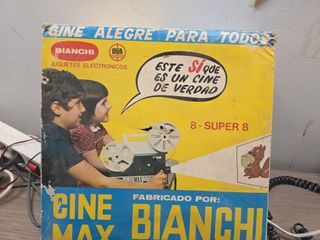 CINE ALEGRE PARA TODOS
BIANCHI
JUGUETES ELECTRONICOS
ESTE SÍ QUE
ES UN CINE
DE VERDAD
8 - SUPER 8
FABRICADO POR:
CINE
MAX
BIANCHI